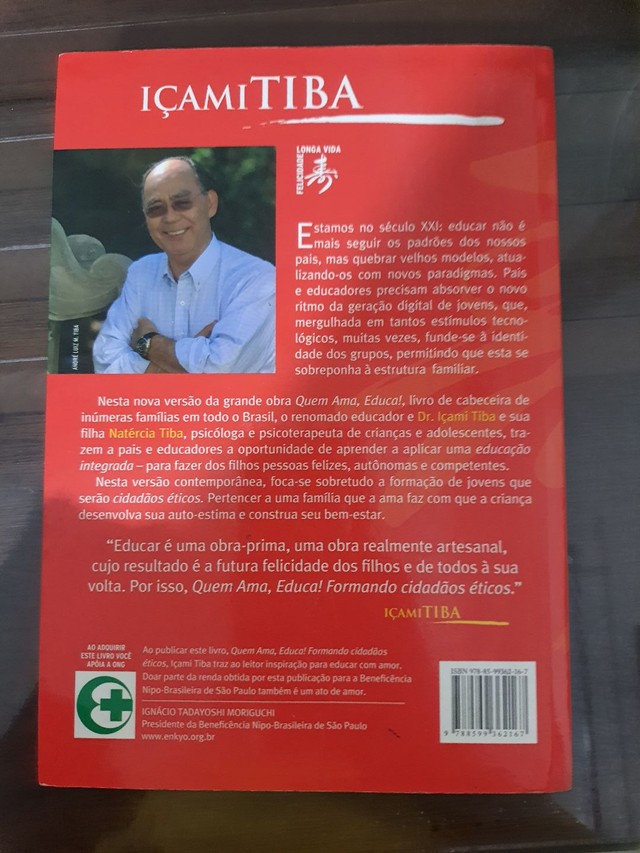 IÇAMITIBA
FELICIDADE
LONGA VIDA
ANDRÉ LUIZ M. TIBA
Estamos no século XXI: educar não é
mais seguir os padrões dos nossos
pais, mas quebrar velhos modelos, atua-
lizando-os com novos paradigmas. Pais
e educadores precisam absorver o novo
ritmo da geração digital de jovens, que,
mergulhada em tantos estímulos tecno-
lógicos, muitas vezes, funde-se à identi-
dade dos grupos, permitindo que esta se
sobreponha à estrutura familiar.
Nesta nova versão da grande obra Quem Ama, Educa!, livro de cabeceira de
inúmeras famílias em todo o Brasil, o renomado educador e Dr. Içami Tiba e sua
filha Natércia Tiba, psicóloga e psicoterapeuta de crianças e adolescentes, tra-
zem a pais e educadores a oportunidade de aprender a aplicar uma educação
integrada – para fazer dos filhos pessoas felizes, autônomas e competentes.
Nesta versão contemporânea, foca-se sobretudo a formação de jovens que
serão cidadãos éticos. Pertencer a uma família que a ama faz com que a criança
desenvolva sua auto-estima e construa seu bem-estar.
“Educar é uma obra-prima, uma obra realmente artesanal,
cujo resultado é a futura felicidade dos filhos e de todos à sua
volta. Por isso, Quem Ama, Educa! Formando cidadãos éticos.”
IÇAMITIBA
AO ADQUIRIR
ESTE LIVRO VOCÊ
APÓIA A ONG
Ao publicar este livro, Quem Ama, Educa! Formando cidadãos
éticos, Içami Tiba traz ao leitor inspiração para educar com amor.
Doar parte da renda obtida por esta publicação para a Beneficência
Nipo-Brasileira de São Paulo também é um ato de amor.
IGNÁCIO TADAYOSHI MORIGUCHI
Presidente da Beneficência Nipo-Brasileira de São Paulo
www.enkyo.org.br
ISBN 978-85-99362-16-7
9 788599 362167